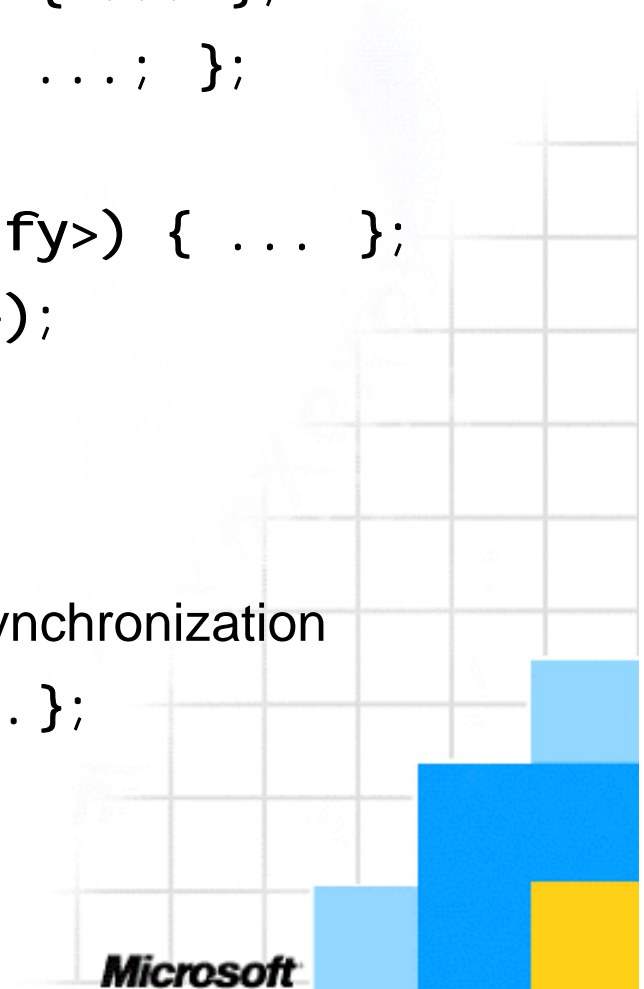 ...; };
fy>) { ... };
);
ynchronization
. };
Microsoft